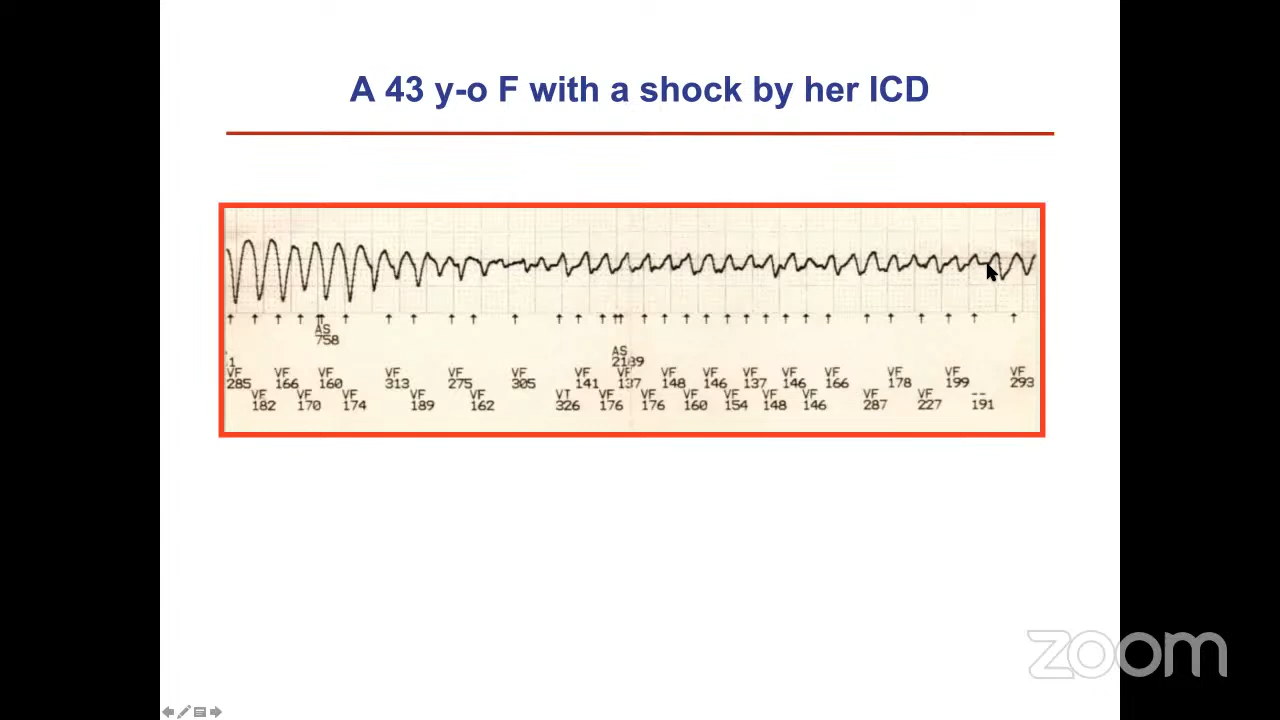 A 43 y-o F with a shock by her ICD
AS
758
AS
2189
VF VF VF VF VF VF VF VF VF VF VF VF VF VF VF
285 166 160 313 275 305 141 137 148 146 137 146 166 178 199 293
VF VF VF VF VF VT VF VF VF VF VF VF VF VF --
182 170 174 189 162 326 176 176 160 154 148 146 287 227 191
zoom